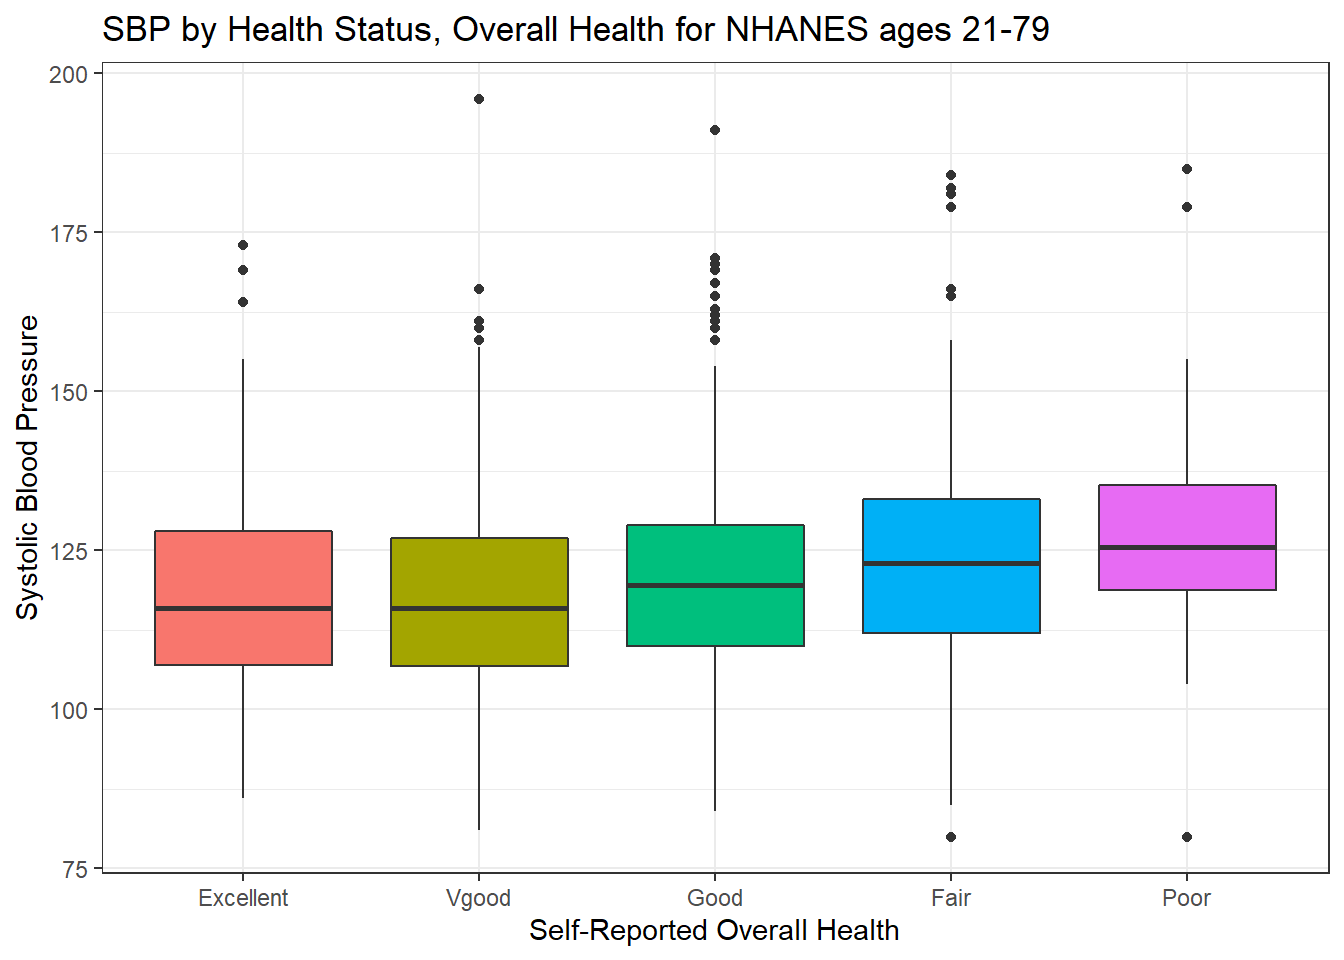 SBP by Health Status, Overall Health for NHANES ages 21-79
200
175
150
125
100
75
Systolic Blood Pressure
Excellent Vgood Good Fair Poor
Self-Reported Overall Health